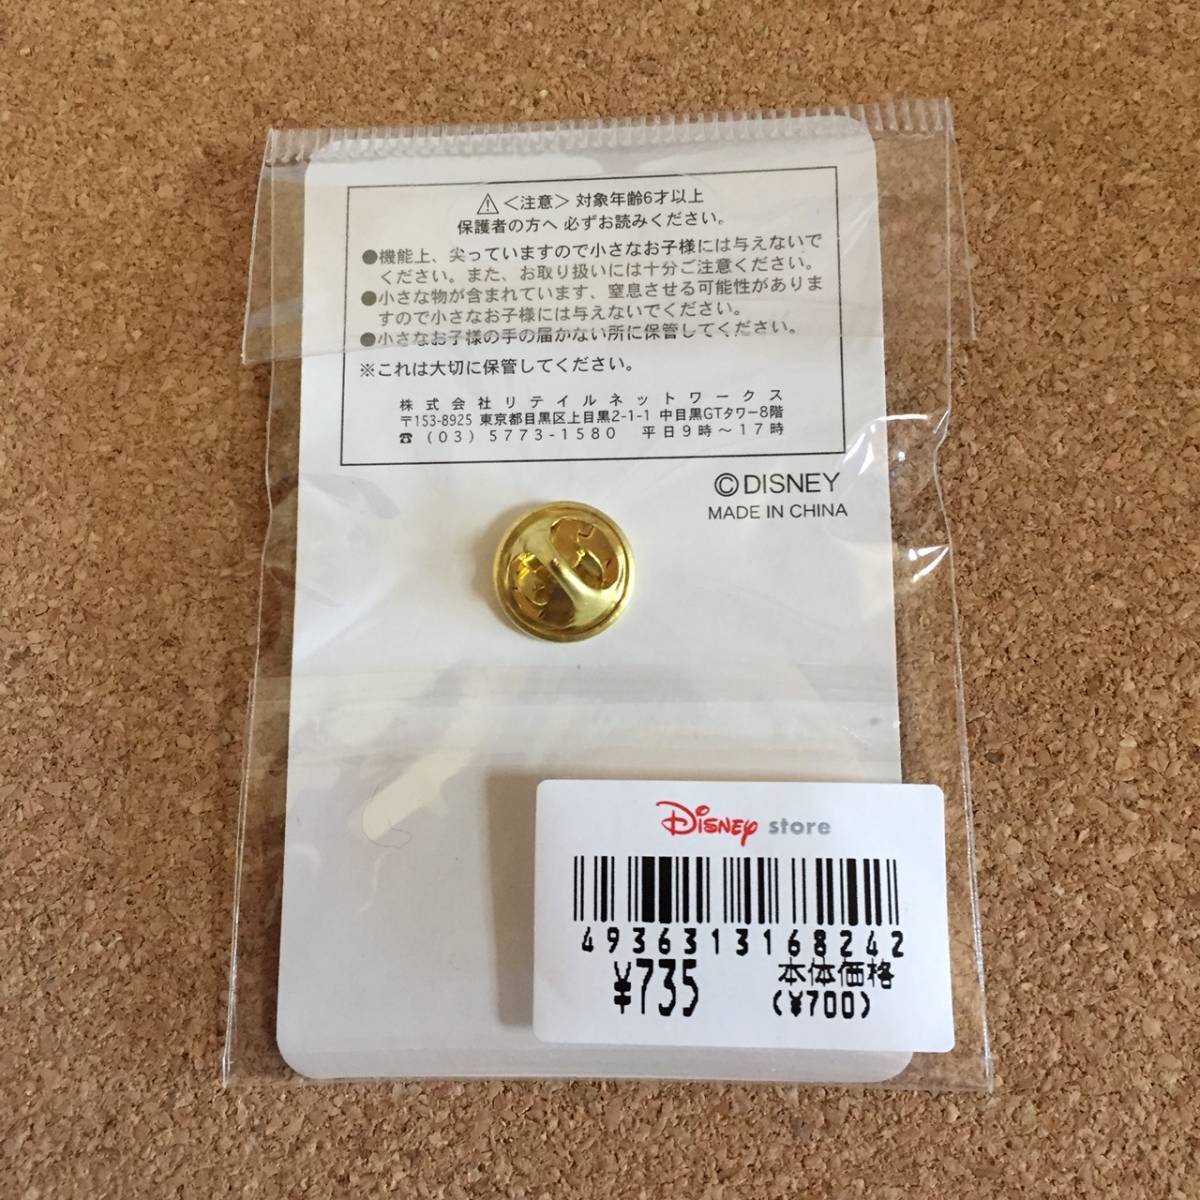 ⚠<注意> 対象年齢6才以上
保護者の方へ 必ずお読みください。
●機能上、尖っていますので小さなお子様には与えないで
ください。また、お取り扱いには十分ご注意ください。
●小さな物が含まれています、窒息させる可能性がありま
すので小さなお子様には与えないでください。
●小さなお子様の手の届かない所に保管してください。
※これは大切に保管してください。
株式会社リテイルネットワークス
〒153-8925 東京都目黒区上目黒2-1-1 中目黒GTタワー8階
☎(03)5773-1580 平日9時〜17時
©DISNEY
MADE IN CHINA
Disney store
4936313168242
¥735 本体価格
(¥700)